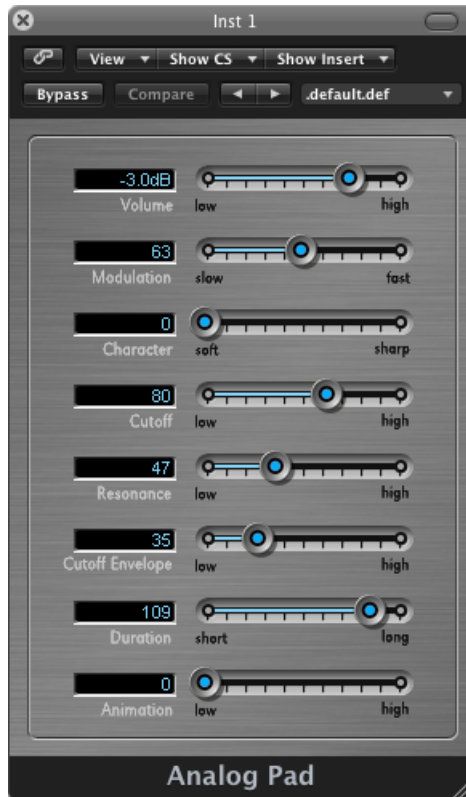 Inst 1
View Show CS Show Insert
Bypass Compare .default.def
-3.0dB
Volume low high
63
Modulation slow fast
0
Character soft sharp
80
Cutoff low high
47
Resonance low high
35
Cutoff Envelope low high
109
Duration short long
0
Animation low high
Analog Pad